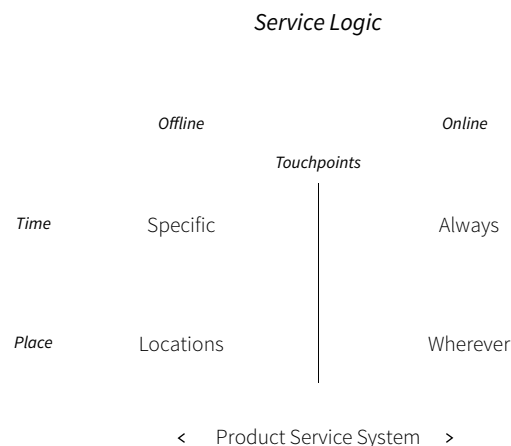 Service Logic
Offline Online
Touchpoints
Time Specific Always
Place Locations Wherever
< Product Service System >